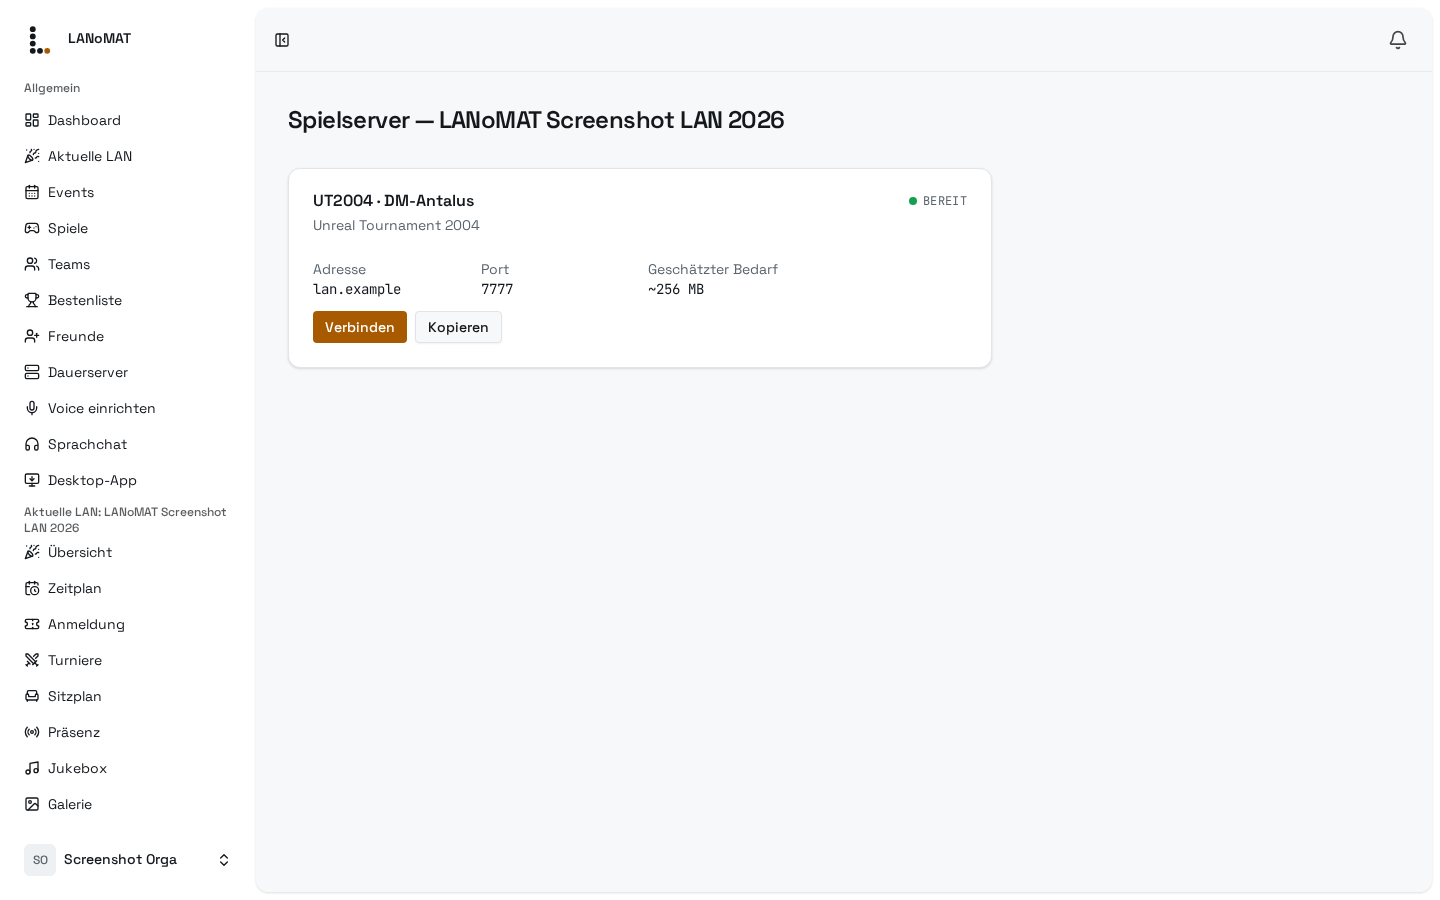 LANoMAT
Allgemein
Dashboard
Aktuelle LAN
Events
Spiele
Teams
Bestenliste
Freunde
Dauerserver
Voice einrichten
Sprachchat
Desktop-App
Aktuelle LAN: LANoMAT Screenshot
LAN 2026
Übersicht
Zeitplan
Anmeldung
Turniere
Sitzplan
Präsenz
Jukebox
Galerie
SO
Screenshot Orga
Spielserver — LANoMAT Screenshot LAN 2026
UT2004 · DM-Antalus
BEREIT
Unreal Tournament 2004
Adresse Port Geschätzter Bedarf
lan.example 7777 ~256 MB
Verbinden Kopieren